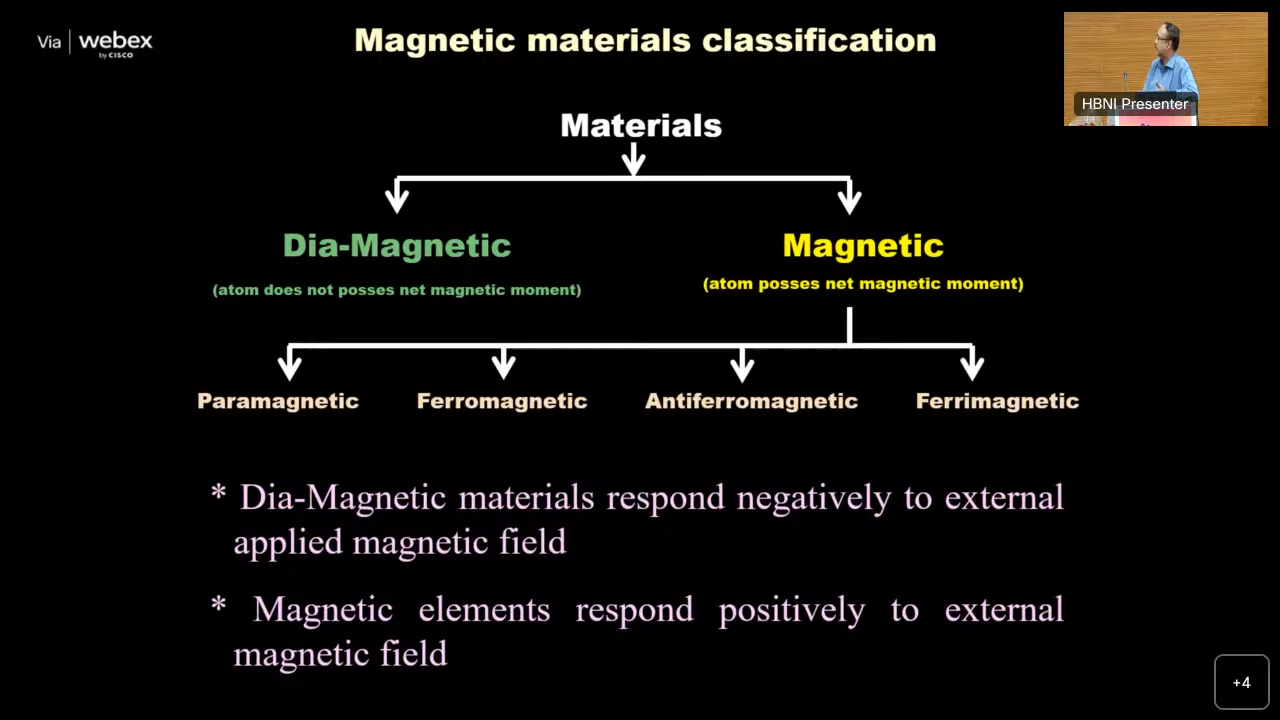 Via | webex
by CISCO
Magnetic materials classification
HBNI Presenter
Materials
Dia-Magnetic
Magnetic
(atom does not posses net magnetic moment)
(atom posses net magnetic moment)
Paramagnetic
Ferromagnetic
Antiferromagnetic
Ferrimagnetic
* Dia-Magnetic materials respond negatively to external
applied magnetic field
* Magnetic elements respond positively to external
magnetic field
+4